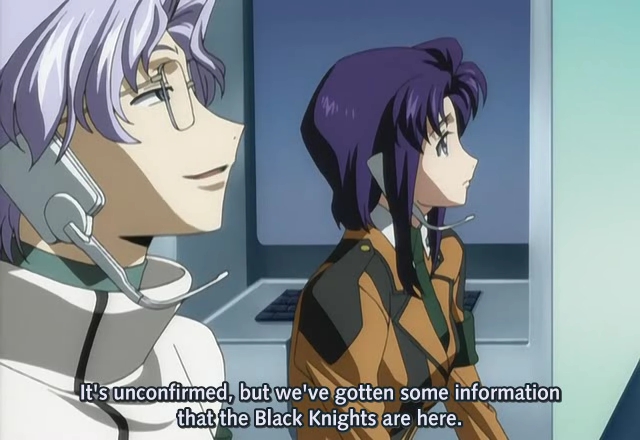 It's unconfirmed, but we've gotten some information
that the Black Knights are here.